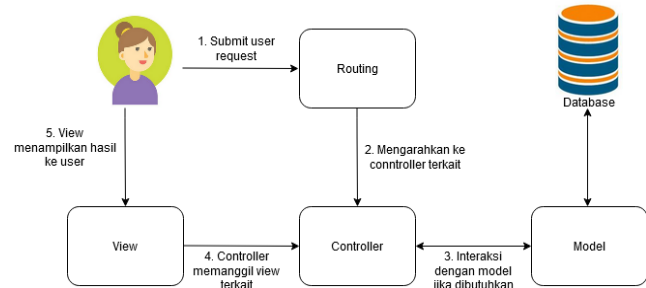 1. Submit user
request
Routing
Database
5. View
menampilkan hasil
ke user
2. Mengarahkan ke
conntroller terkait
View
Controller
Model
4. Controller
memanggil view
terkait
3. Interaksi
dengan model
jika dibutuhkan